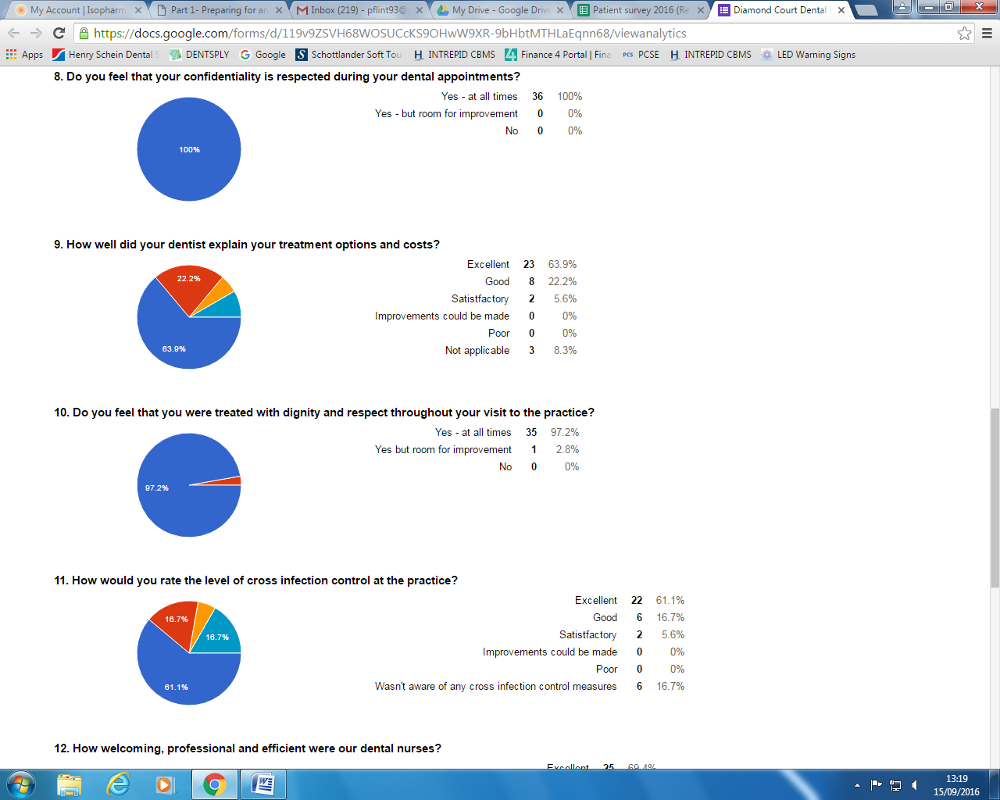 My Account | Isopharm
Part 1- Preparing for an
Inbox (219) - pflint93@
My Drive - Google Drive
Patient survey 2016 (Re
Diamond Court Dental
https://docs.google.com/forms/d/119v9ZSVH68WOSUCcKS9OHwW9XR-9bHbtMTHLaEqnn68/viewanalytics
Apps Henry Schein Dental S DENTSPLY Google Schottlander Soft Tou INTREPID CBMS Finance 4 Portal | Fina PCS PCSE INTREPID CBMS LED Warning Signs
8. Do you feel that your confidentiality is respected during your dental appointments?
100%
Yes - at all times 36 100%
Yes - but room for improvement 0 0%
No 0 0%
9. How well did your dentist explain your treatment options and costs?
22.2%
63.9%
Excellent 23 63.9%
Good 8 22.2%
Satistfactory 2 5.6%
Improvements could be made 0 0%
Poor 0 0%
Not applicable 3 8.3%
10. Do you feel that you were treated with dignity and respect throughout your visit to the practice?
97.2%
Yes - at all times 35 97.2%
Yes but room for improvement 1 2.8%
No 0 0%
11. How would you rate the level of cross infection control at the practice?
16.7%
16.7%
61.1%
Excellent 22 61.1%
Good 6 16.7%
Satistfactory 2 5.6%
Improvements could be made 0 0%
Poor 0 0%
Wasn't aware of any cross infection control measures 6 16.7%
12. How welcoming, professional and efficient were our dental nurses?
Excellent 25 69.4%
13:19
15/09/2016